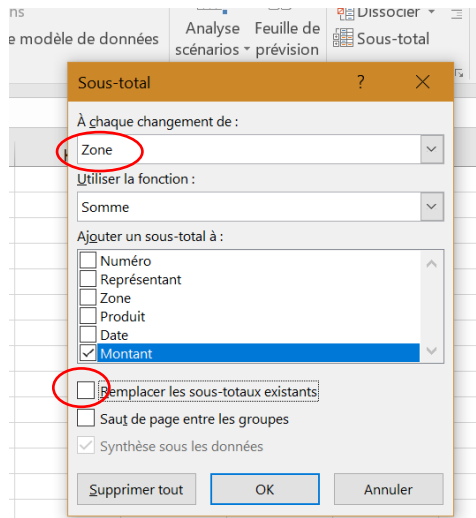 ns
Dissocier
e modèle de données
Analyse
scénarios
Feuille de
prévision
Sous-total
Sous-total ? ×
À chaque changement de :
Zone
Utiliser la fonction :
Somme
Ajouter un sous-total à :
Numéro
Représentant
Zone
Produit
Date
Montant
Remplacer les sous-totaux existants
Saut de page entre les groupes
Synthèse sous les données
Supprimer tout
OK
Annuler